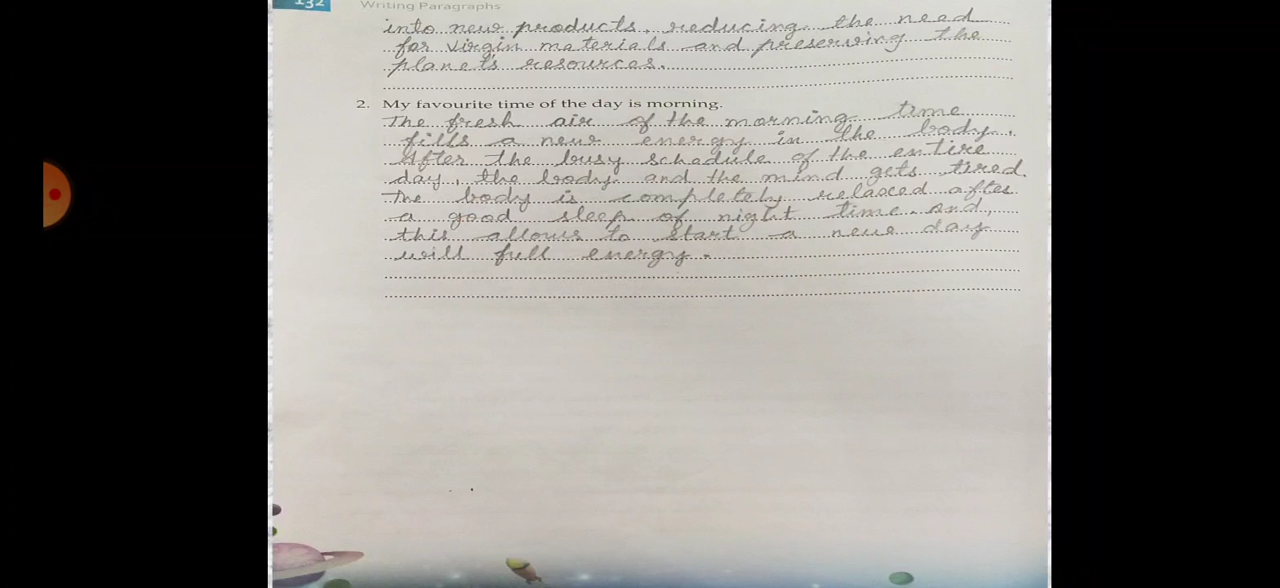 132 Writing Paragraphs
into new products, reducing the need
for virgin materials and preserving the
planet's resources.
2. My favourite time of the day is morning.
The fresh air of the morning time
fills a new energy in the body.
After the busy schedule of the entire
day, the body and the mind gets tired.
The body is completely relaxed after
a good sleep of night time. And,
this allows to start a new day
will full energy.